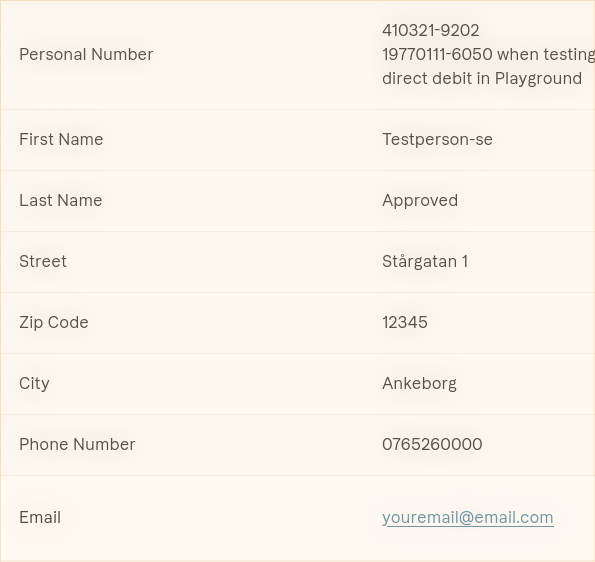 Personal Number
410321-9202
19770111-6050 when testing
direct debit in Playground
First Name
Testperson-se
Last Name
Approved
Street
Stårgatan 1
Zip Code
12345
City
Ankeborg
Phone Number
0765260000
Email
youremail@email.com